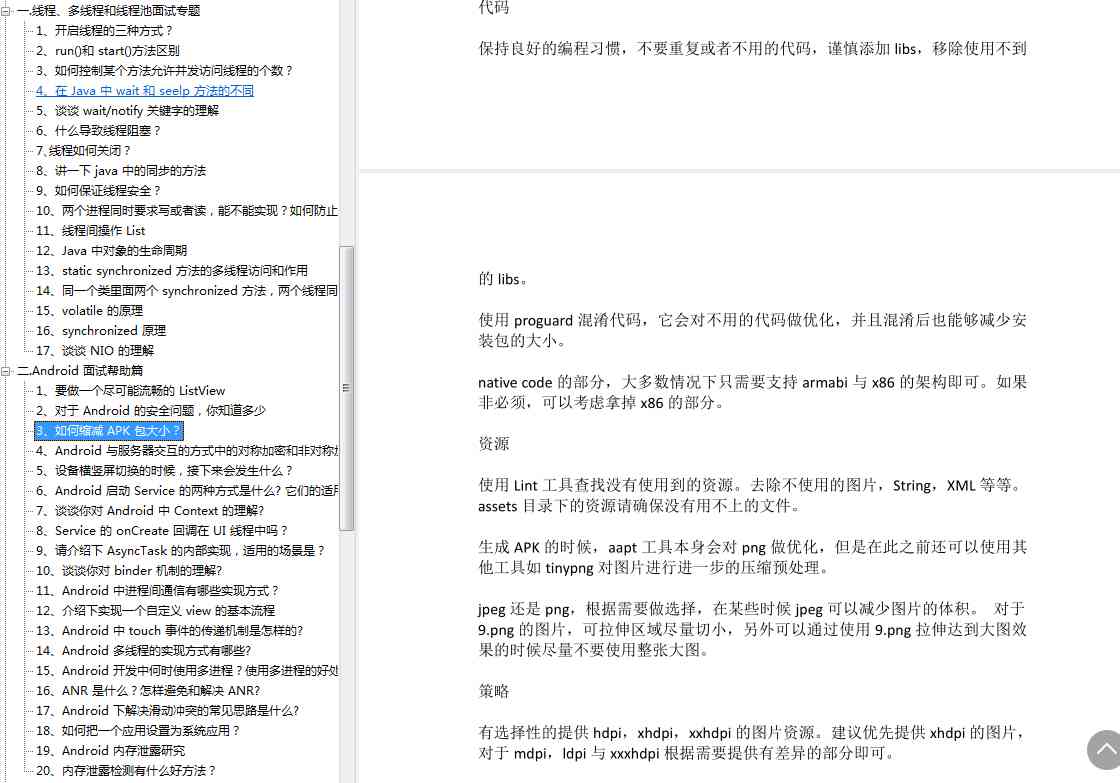 一.线程、多线程和线程池面试专题
1、开启线程的三种方式？
2、run()和 start()方法区别
3、如何控制某个方法允许并发访问线程的个数？
4、在 Java 中 wait 和 seelp 方法的不同
5、谈谈 wait/notify 关键字的理解
6、什么导致线程阻塞？
7、线程如何关闭？
8、讲一下 java 中的同步的方法
9、如何保证线程安全？
10、两个进程同时要求写或者读，能不能实现？如何防止
11、线程间操作 List
12、Java 中对象的生命周期
13、static synchronized 方法的多线程访问和作用
14、同一个类里面两个 synchronized 方法，两个线程同
15、volatile 的原理
16、synchronized 原理
17、谈谈 NIO 的理解
二.Android 面试帮助篇
1、要做一个尽可能流畅的 ListView
2、对于 Android 的安全问题，你知道多少
3、如何缩减 APK 包大小？
4、Android 与服务器交互的方式中的对称加密和非对称加
5、设备横竖屏切换的时候，接下来会发生什么？
6、Android 启动 Service 的两种方式是什么? 它们的适用
7、谈谈你对 Android 中 Context 的理解?
8、Service 的 onCreate 回调在 UI 线程中吗？
9、请介绍下 AsyncTask 的内部实现，适用的场景是？
10、谈谈你对 binder 机制的理解?
11、Android 中进程间通信有哪些实现方式？
12、介绍下实现一个自定义 view 的基本流程
13、Android 中 touch 事件的传递机制是怎样的?
14、Android 多线程的实现方式有哪些?
15、Android 开发中何时使用多进程？使用多进程的好处
16、ANR 是什么？怎样避免和解决 ANR?
17、Android 下解决滑动冲突的常见思路是什么?
18、如何把一个应用设置为系统应用？
19、Android 内存泄露研究
20、内存泄露检测有什么好方法？
代码
保持良好的编程习惯，不要重复或者不用的代码，谨慎添加 libs，移除使用不到
的 libs。
使用 proguard 混淆代码，它会对不用的代码做优化，并且混淆后也能够减少安
装包的大小。
native code 的部分，大多数情况下只需要支持 armabi 与 x86 的架构即可。如果
非必须，可以考虑拿掉 x86 的部分。
资源
使用 Lint 工具查找没有使用到的资源。去除不使用的图片，String，XML 等等。
assets 目录下的资源请确保没有用不上的文件。
生成 APK 的时候，aapt 工具本身会对 png 做优化，但是在此之前还可以使用其
他工具如 tinypng 对图片进行进一步的压缩预处理。
jpeg 还是 png，根据需要做选择，在某些时候 jpeg 可以减少图片的体积。 对于
9.png 的图片，可拉伸区域尽量切小，另外可以通过使用 9.png 拉伸达到大图效
果的时候尽量不要使用整张大图。
策略
有选择性的提供 hdpi，xhdpi，xxhdpi 的图片资源。建议优先提供 xhdpi 的图片，
对于 mdpi，ldpi 与 xxxhdpi 根据需要提供有差异的部分即可。